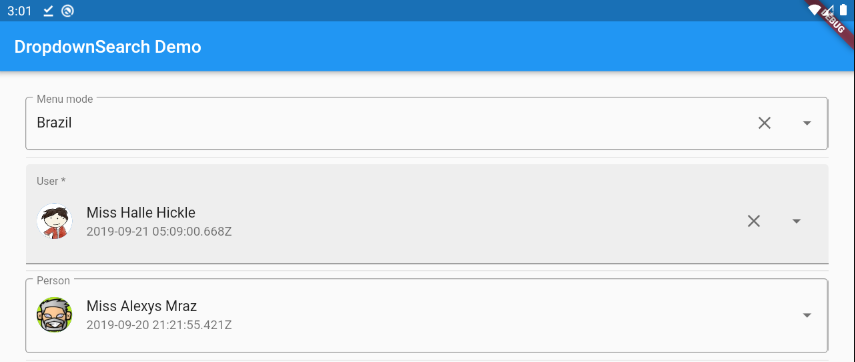 3:01
DEBUG
DropdownSearch Demo
Menu mode
Brazil
User *
Miss Halle Hickle
2019-09-21 05:09:00.668Z
Person
Miss Alexys Mraz
2019-09-20 21:21:55.421Z